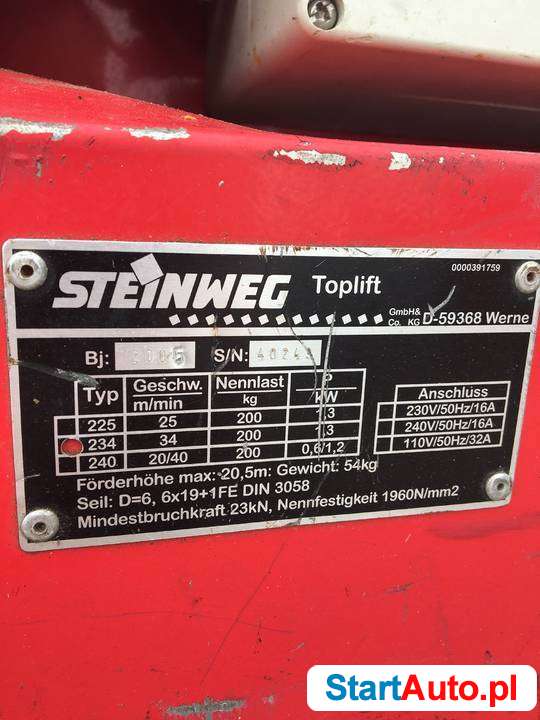 0000391759
STEINWEG Toplift
GmbH& Co. KG D-59368 Werne
Bj: 2005 S/N:
Typ Geschw. m/min Nennlast kg P kW
225 25 200 1,3
234 34 200 1,3
240 20/40 200 0,6/1,2
Anschluss
230V/50Hz/16A
240V/50Hz/16A
110V/50Hz/32A
Förderhöhe max: 20,5m: Gewicht: 54kg
Seil: D=6, 6x19+1FE DIN 3058
Mindestbruchkraft 23kN, Nennfestigkeit 1960N/mm2
StartAuto.pl